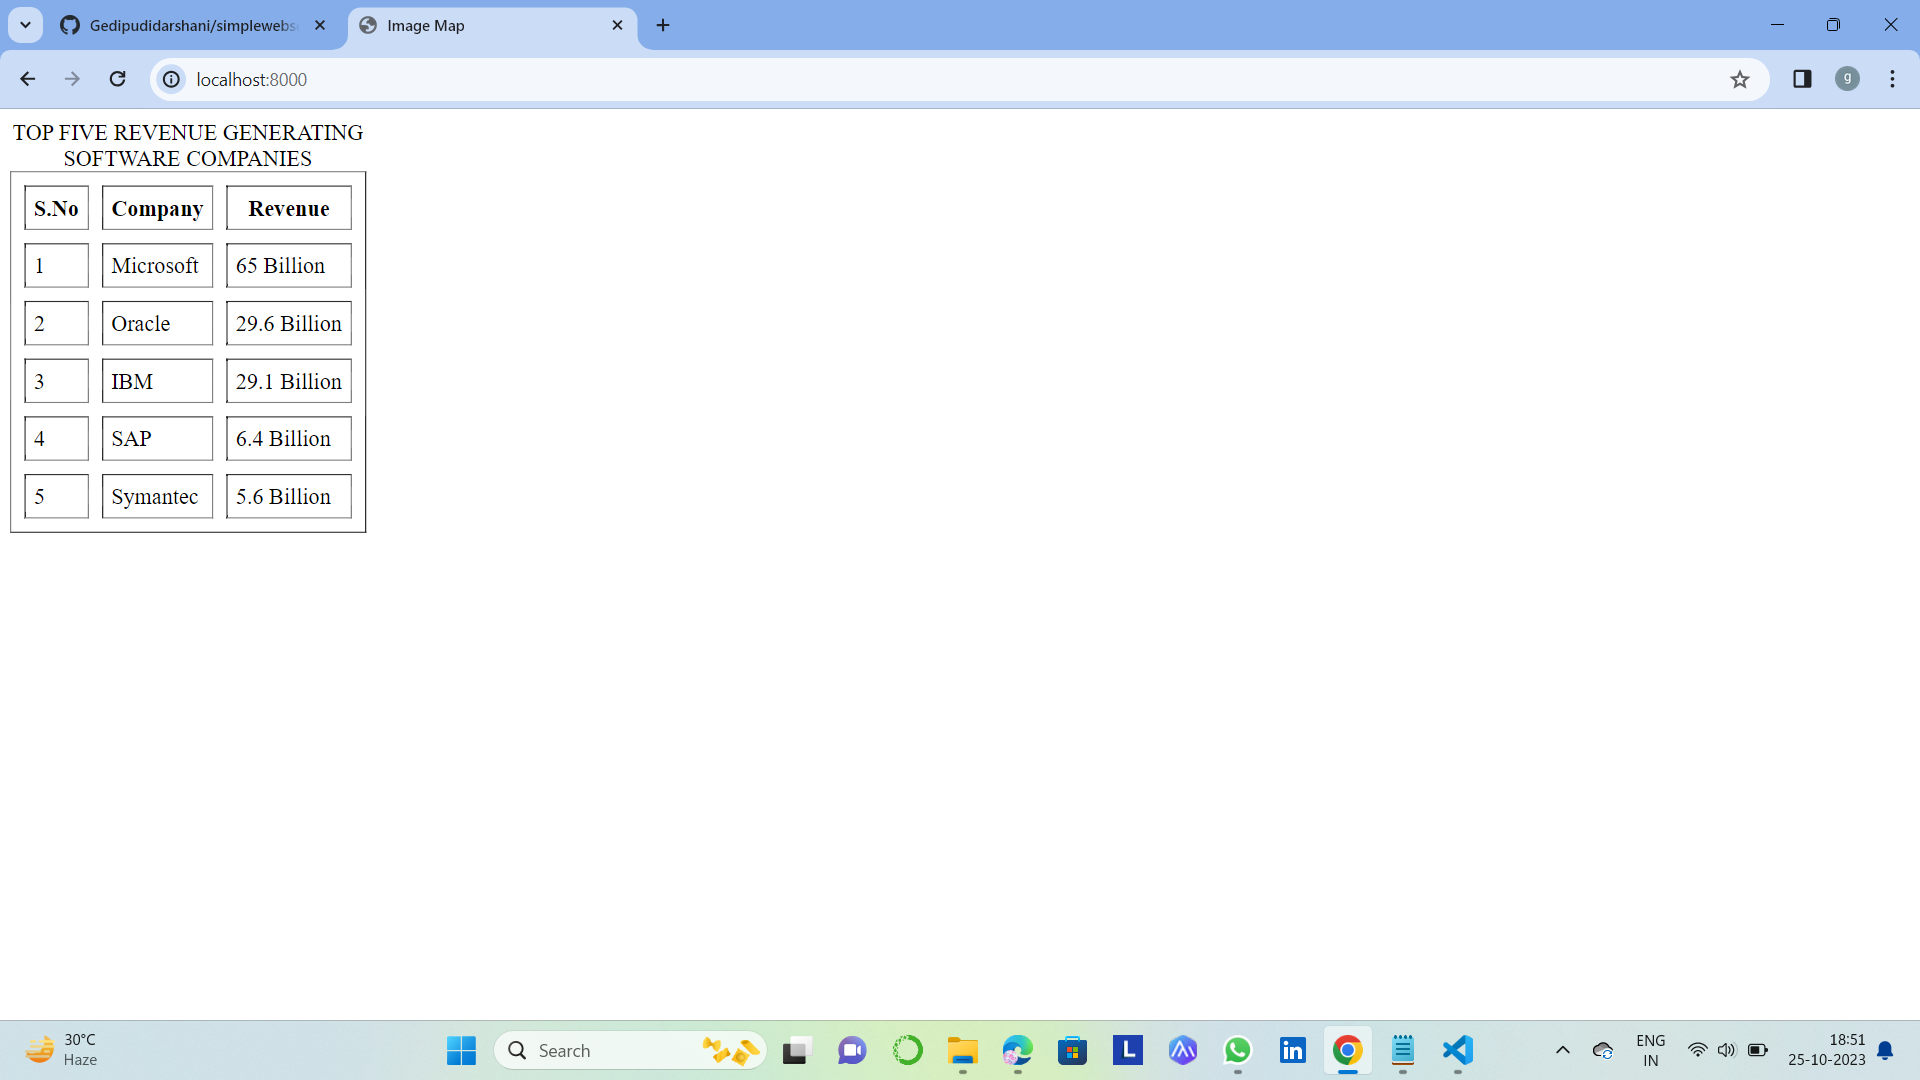 Gedipudidarshani/simplewebs
Image Map
localhost:8000
g
TOP FIVE REVENUE GENERATING
SOFTWARE COMPANIES
S.No Company Revenue
1 Microsoft 65 Billion
2 Oracle 29.6 Billion
3 IBM 29.1 Billion
4 SAP 6.4 Billion
5 Symantec 5.6 Billion
30°C
Haze
Search
L
in
ENG
IN
18:51
25-10-2023